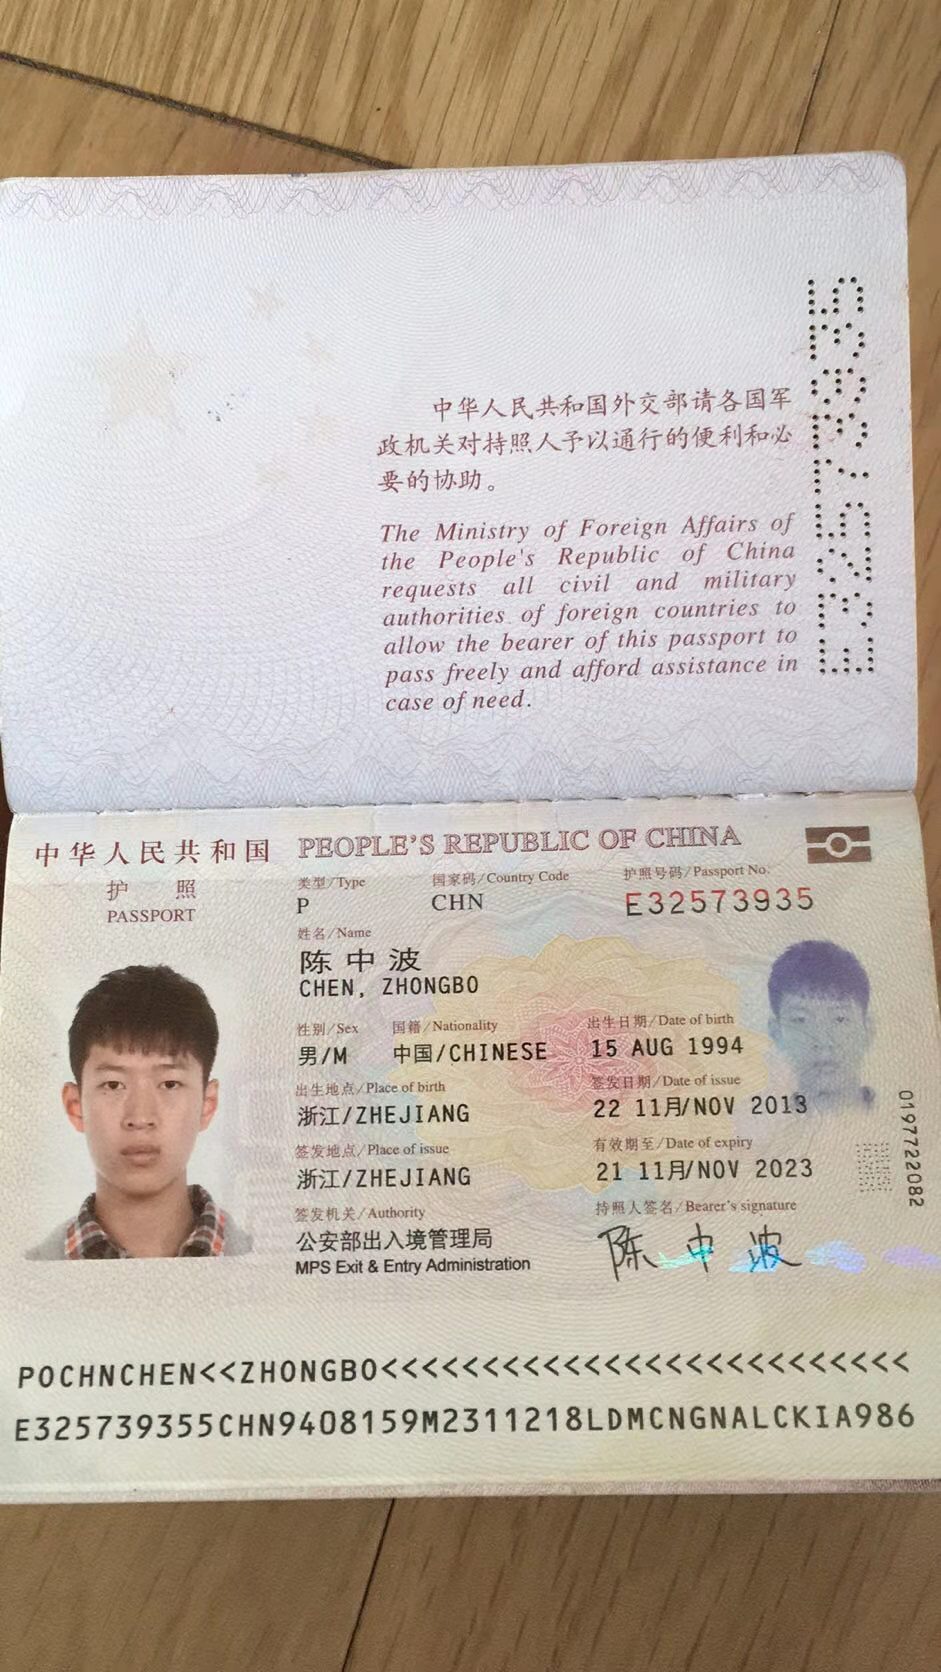 中华人民共和国外交部请各国军
政机关对持照人予以通行的便利和必
要的协助。
The Ministry of Foreign Affairs of
the People's Republic of China
requests all civil and military
authorities of foreign countries to
allow the bearer of this passport to
pass freely and afford assistance in
case of need.
E32573935
中华人民共和国 PEOPLE'S REPUBLIC OF CHINA
护 照
PASSPORT
类型/Type 国家码/Country Code 护照号码/Passport No.
P CHN E32573935
姓名/Name
陈中波
CHEN, ZHONGBO
性别/Sex 国籍/Nationality 出生日期/Date of birth
男/M 中国/CHINESE 15 AUG 1994
出生地点/Place of birth 签发日期/Date of issue
浙江/ZHEJIANG 22 11月/NOV 2013
签发地点/Place of issue 有效期至/Date of expiry
浙江/ZHEJIANG 21 11月/NOV 2023
签发机关/Authority 持照人签名/Bearer's signature
公安部出入境管理局 陈中波
MPS Exit & Entry Administration
0197722082
POCHNCHEN<<ZHONGBO<<<<<<<<<<<<<<<<<<<<<<<<<<
E325739355CHN9408159M2311218LDMCNGNALCKIA986